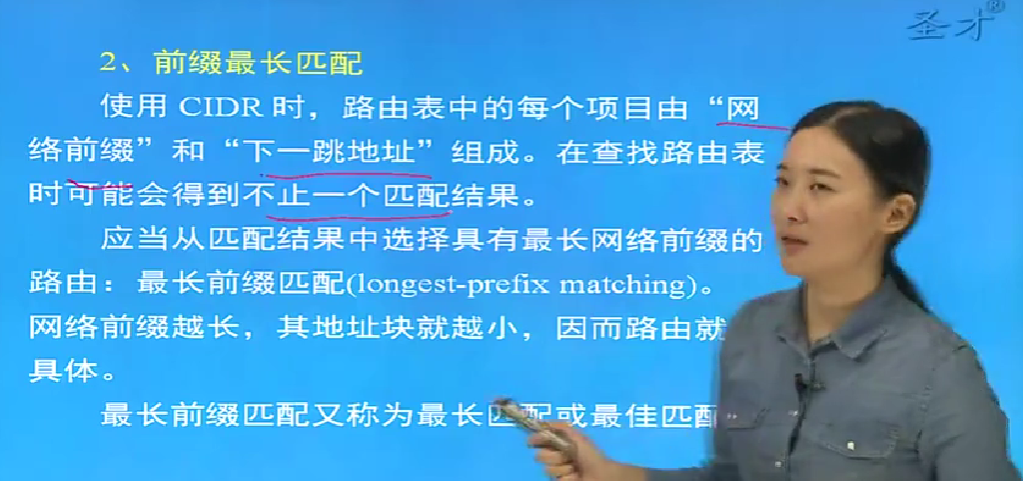 圣才®
2、前缀最长匹配
使用 CIDR 时，路由表中的每个项目由“网
络前缀”和“下一跳地址”组成。在查找路由表
时可能会得到不止一个匹配结果。
应当从匹配结果中选择具有最长网络前缀的
路由：最长前缀匹配(longest-prefix matching)。
网络前缀越长，其地址块就越小，因而路由就
具体。
最长前缀匹配又称为最长匹配或最佳匹配